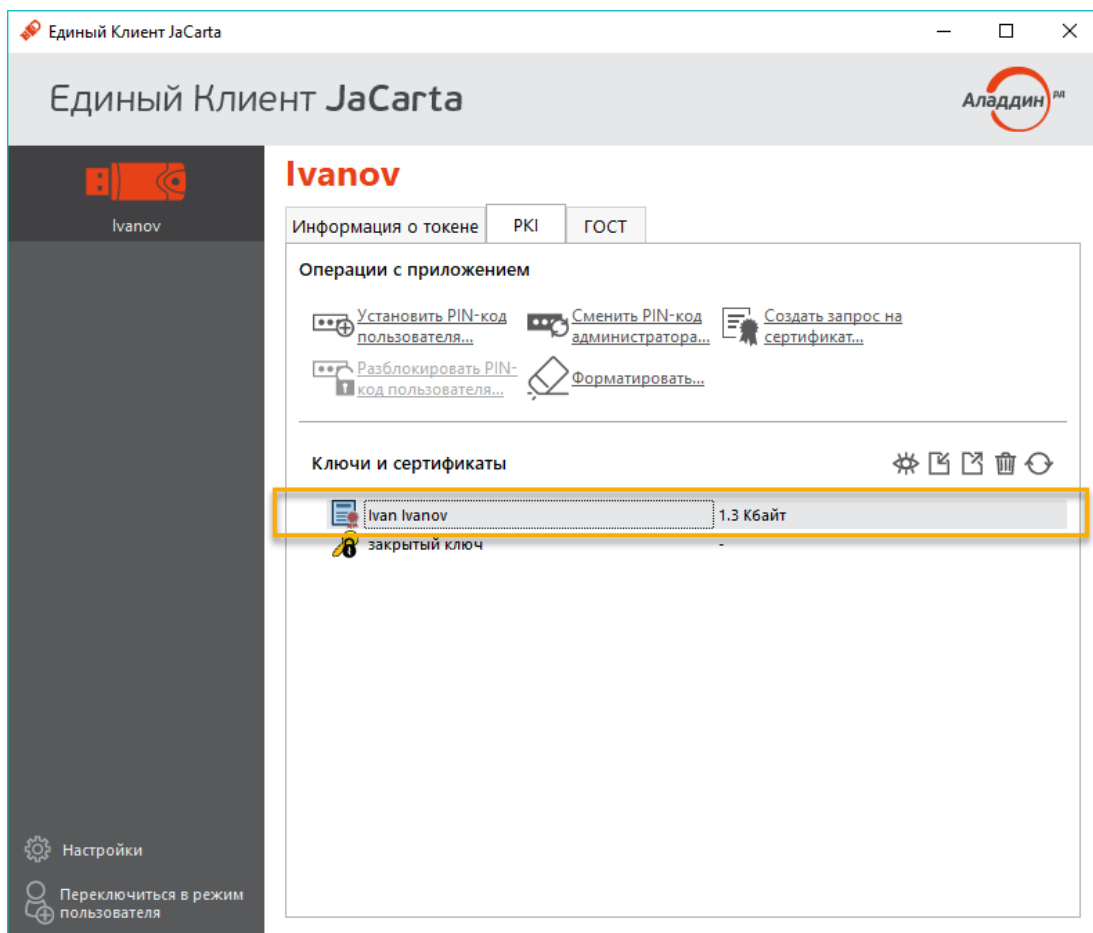 Единый Клиент JaCarta
Единый Клиент JaCarta
Аладдин РД
Ivanov
Ivanov
Информация о токене
PKI
ГОСТ
Операции с приложением
Установить PIN-код
пользователя...
Сменить PIN-код
администратора...
Создать запрос на
сертификат...
Разблокировать PIN-
код пользователя...
Форматировать...
Ключи и сертификаты
Ivan Ivanov 1.3 Кбайт
закрытый ключ -
Настройки
Переключиться в режим
пользователя